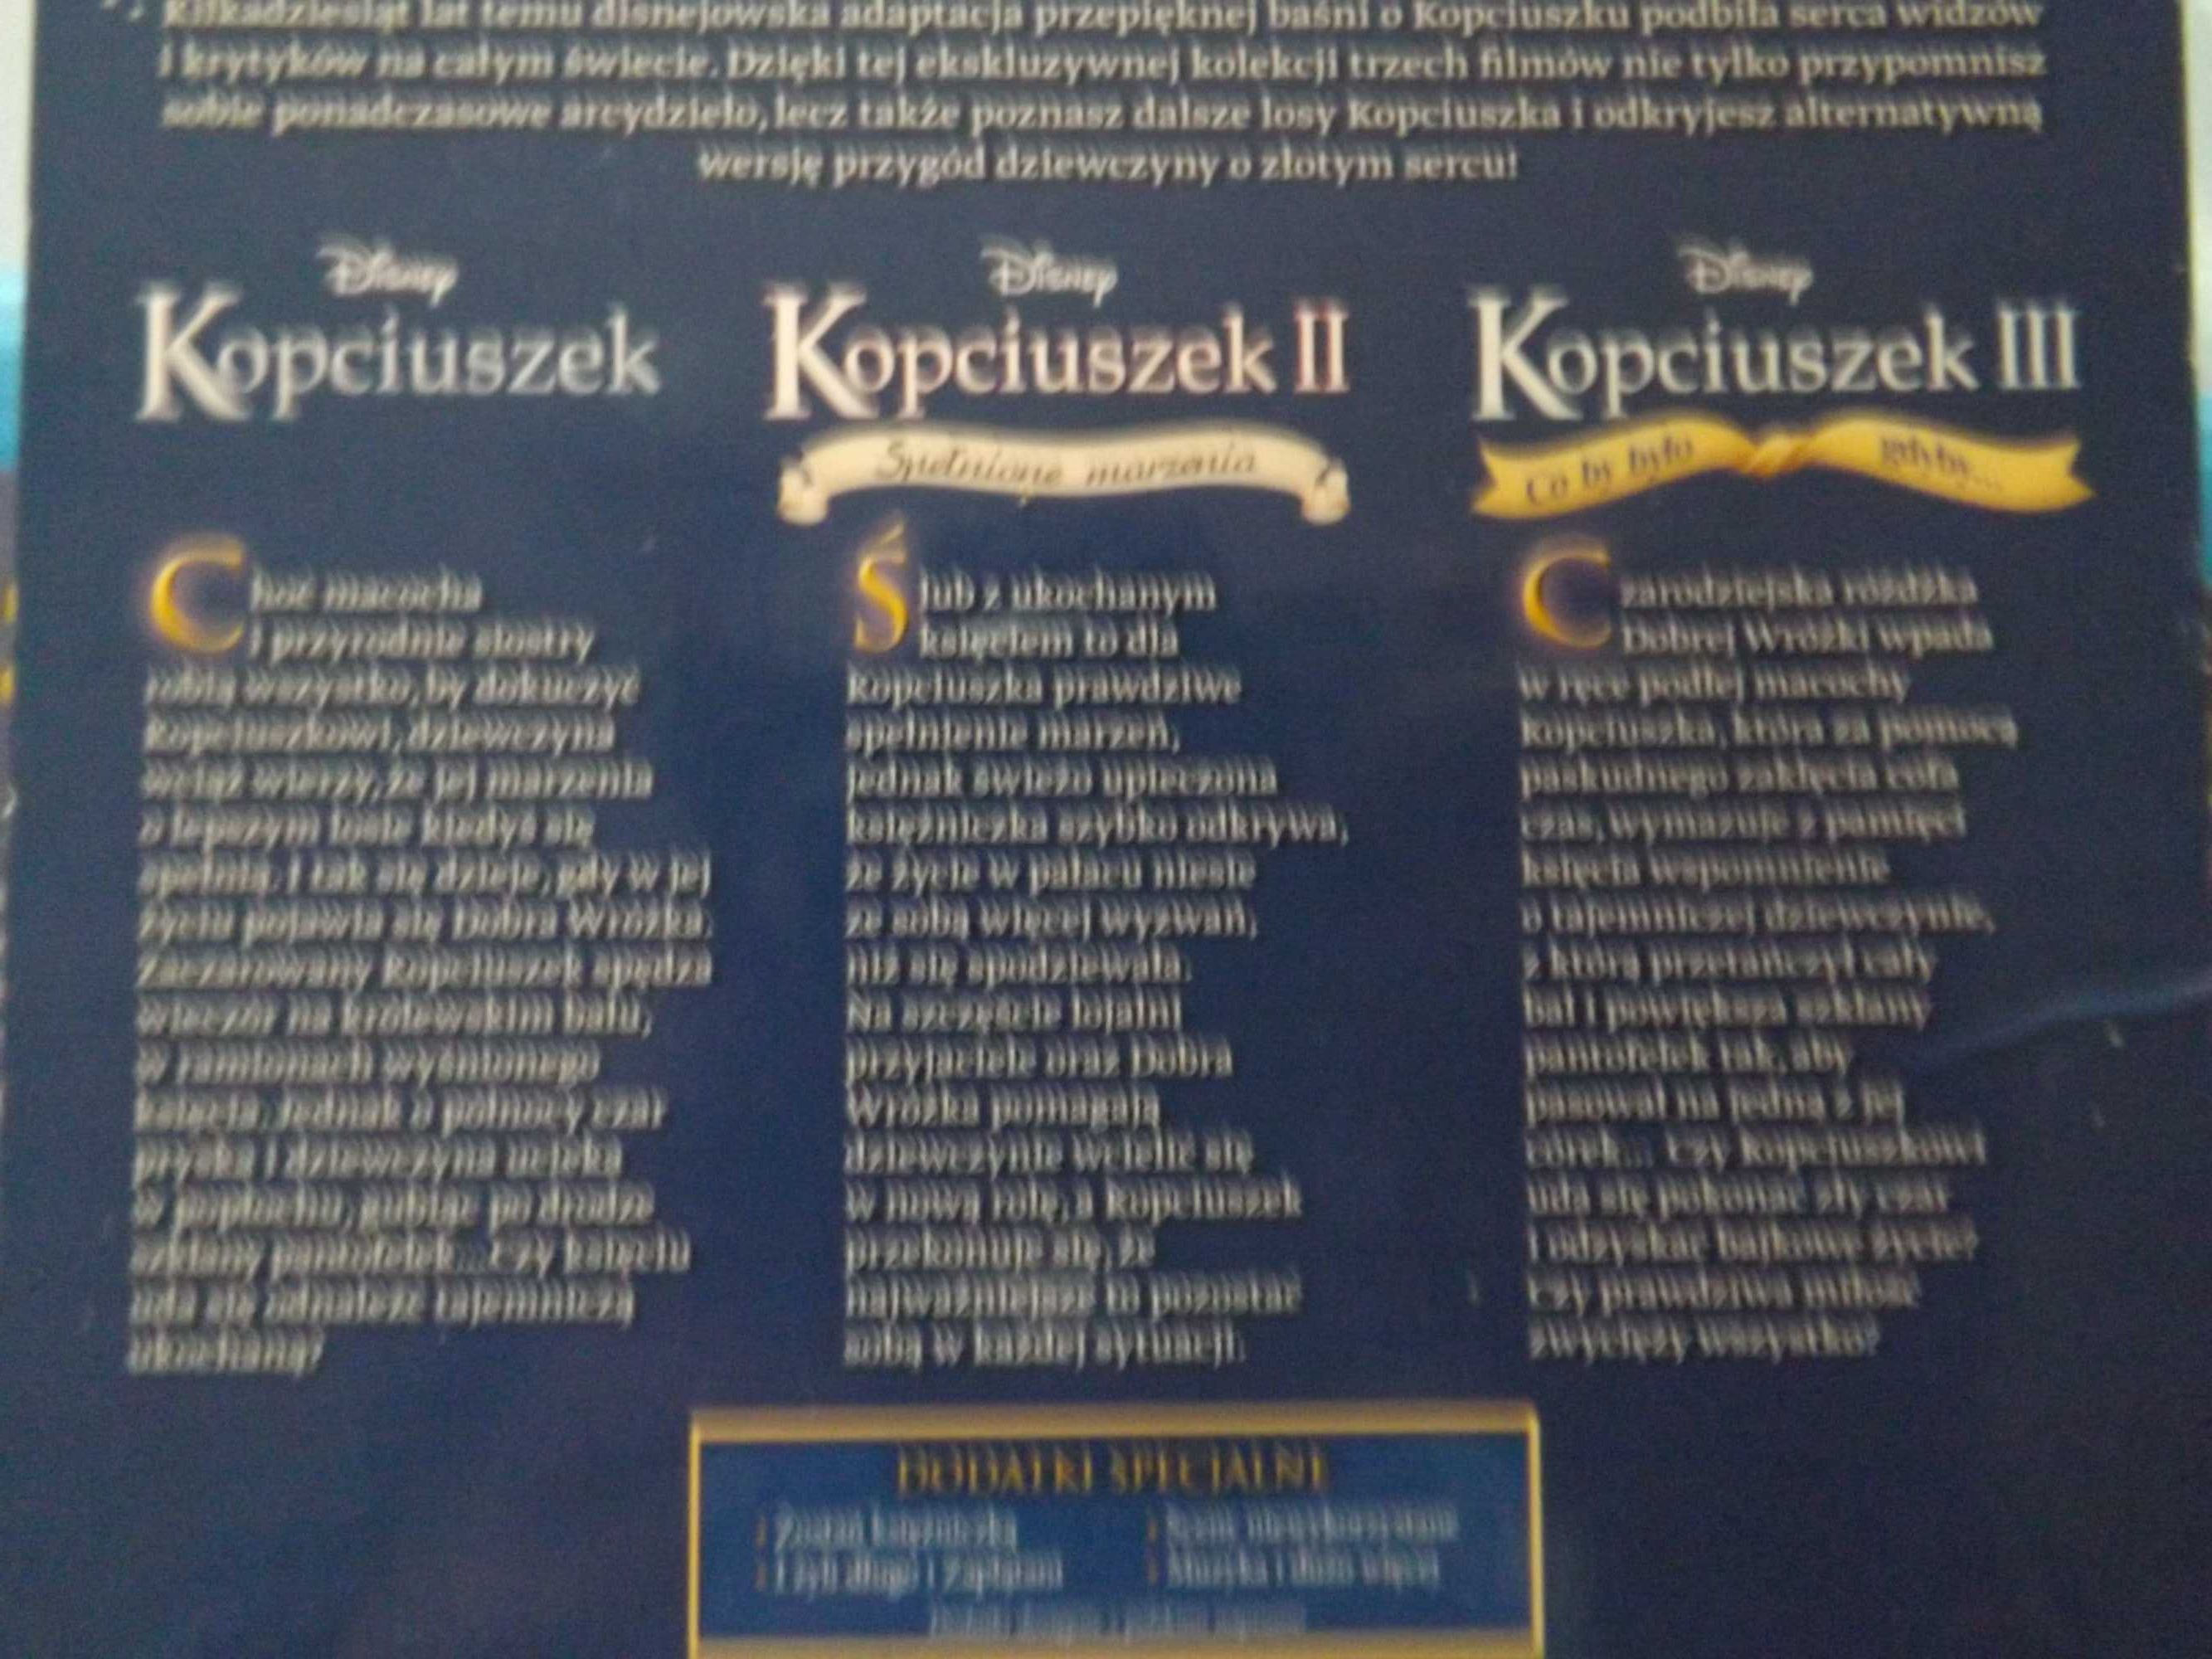 Kilkadziesiąt lat temu disnejowska adaptacja przepięknej baśni o Kopciuszku podbiła serca widzów
i krytyków na całym świecie. Dzięki tej ekskluzywnej kolekcji trzech filmów nie tylko przypomnisz
sobie ponadczasowe arcydzieło, lecz także poznasz dalsze losy Kopciuszka i odkryjesz alternatywną
wersję przygód dziewczyny o złotym sercu!
Disney
Kopciuszek
Choć macocha
i przyrodnie siostry
robią wszystko, by dokuczyć
Kopciuszkowi, dziewczyna
wciąż wierzy, że jej marzenia
o lepszym losie kiedyś się
spełnią. I tak się dzieje, gdy w jej
życiu pojawia się Dobra Wróżka.
Zaczarowany Kopciuszek spędza
wieczór na królewskim balu,
w ramionach wyśnionego
księcia. Jednak o północy czar
pryska i dziewczyna ucieka
w popłochu, gubiąc po drodze
szklany pantofelek... Czy księciu
uda się odnaleźć tajemniczą
ukochaną?
Disney
Kopciuszek II
Spełnione marzenia
Ślub z ukochanym
księciem to dla
Kopciuszka prawdziwe
spełnienie marzeń,
jednak świeżo upieczona
księżniczka szybko odkrywa,
że życie w pałacu niesie
ze sobą więcej wyzwań,
niż się spodziewała.
Na szczęście lojalni
przyjaciele oraz Dobra
Wróżka pomagają
dziewczynie wcielić się
w nową rolę, a Kopciuszek
przekonuje się, że
najważniejsze to pozostać
sobą w każdej sytuacji.
Disney
Kopciuszek III
Co by było gdyby...
Czarodziejska różdżka
Dobrej Wróżki wpada
w ręce podłej macochy
Kopciuszka, która za pomocą
paskudnego zaklęcia cofa
czas, wymazuje z pamięci
księcia wspomnienie
o tajemniczej dziewczynie,
z którą przetańczył cały
bal i powiększa szklany
pantofelek tak, aby
pasował na jedną z jej
córek... Czy Kopciuszkowi
uda się pokonać zły czar
i odzyskać bajkowe życie?
Czy prawdziwa miłość
zwycięży wszystko?
DODATKI SPECJALNE
Zostań księżniczką
I żyli długo i Zaplątani
Sceny niewykorzystane
Muzyka i dużo więcej